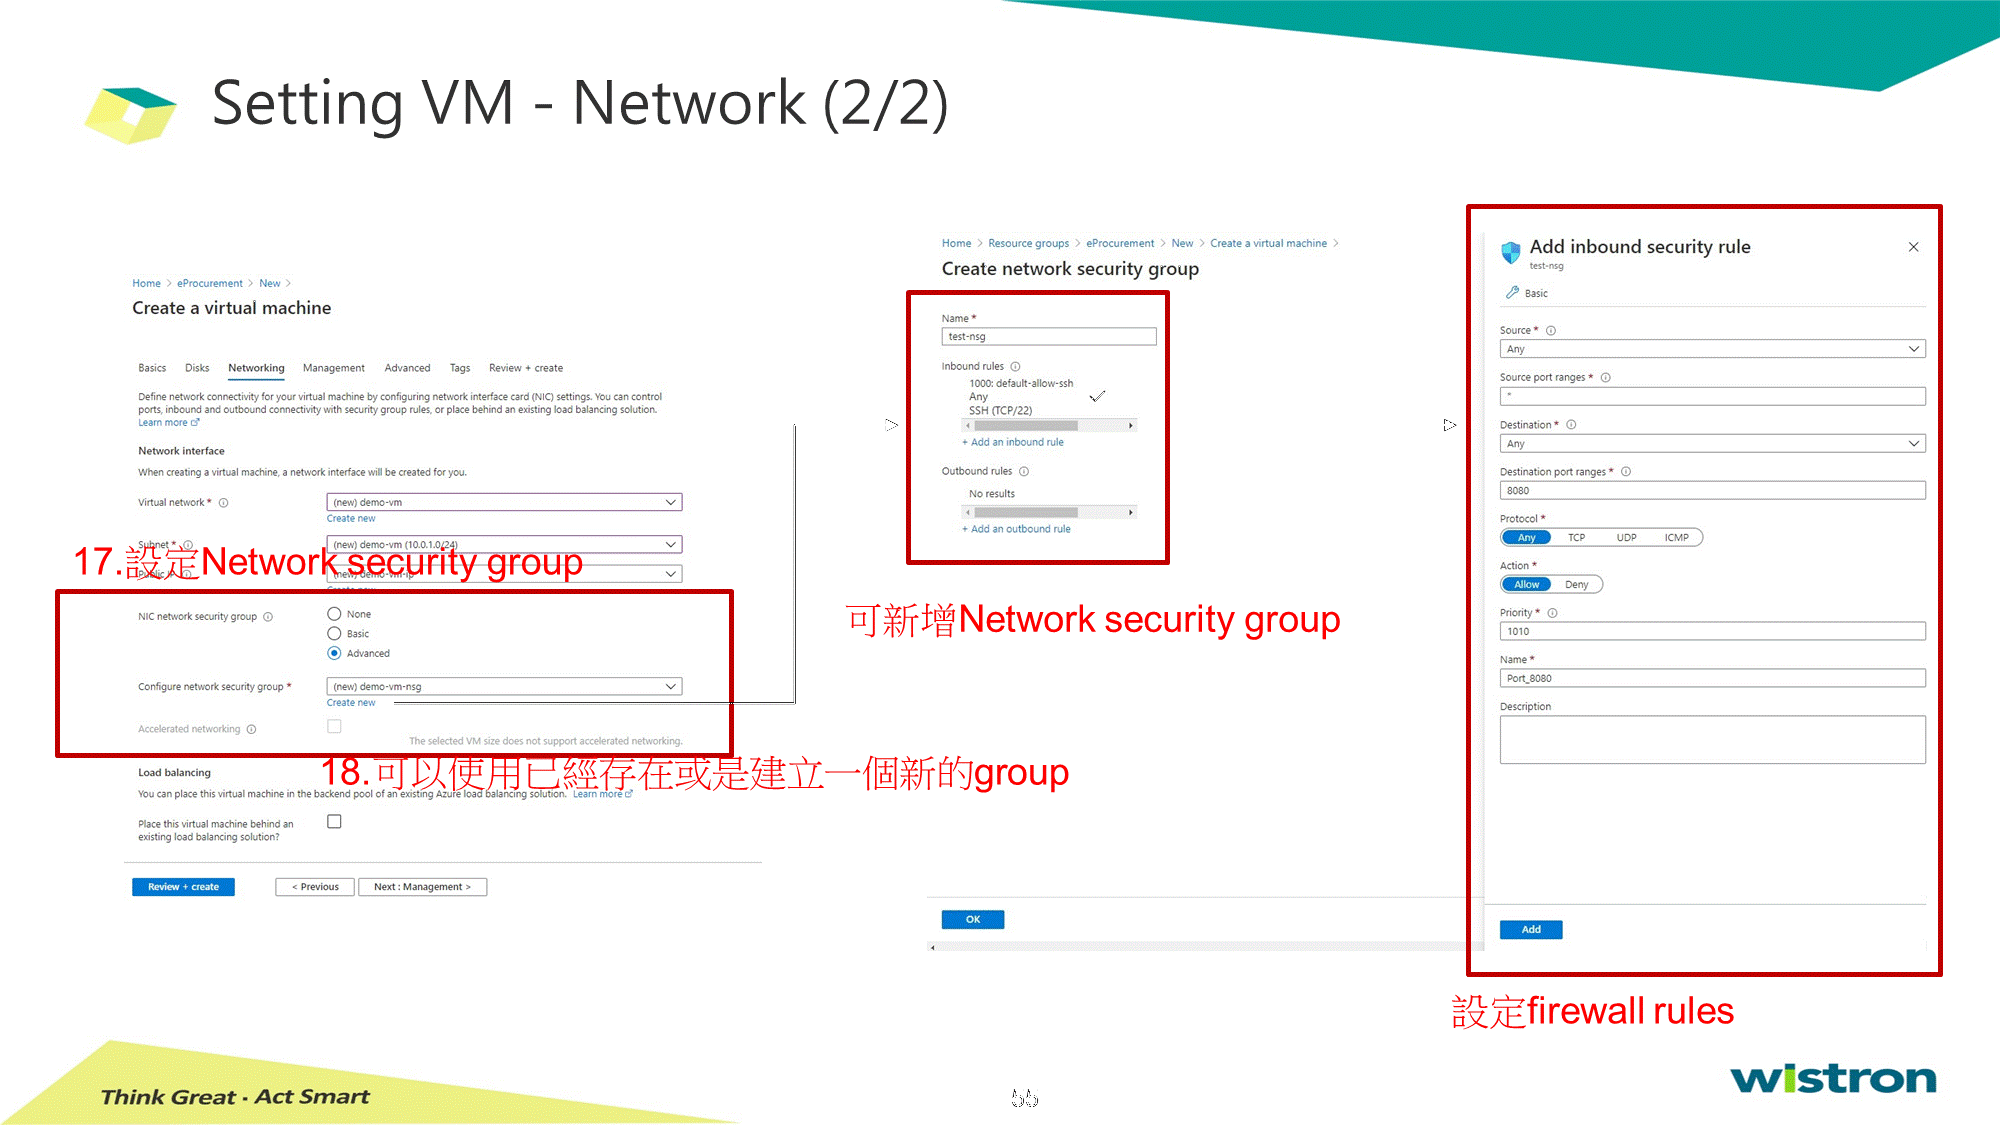 Setting VM - Network (2/2)
Home > eProcurement > New >
Create a virtual machine
Basics Disks Networking Management Advanced Tags Review + create
Define network connectivity for your virtual machine by configuring network interface card (NIC) settings. You can control
ports, inbound and outbound connectivity with security group rules, or place behind an existing load balancing solution.
Learn more
Network interface
When creating a virtual machine, a network interface will be created for you.
Virtual network * (new) demo-vm
Create new
Subnet * (new) demo-vm (10.0.1.0/24)
17.設定Network security group
Public IP (new) demo-vm-ip
Create new
NIC network security group None
Basic
Advanced
Configure network security group * (new) demo-vm-nsg
Create new
Accelerated networking
The selected VM size does not support accelerated networking.
Load balancing
18.可以使用已經存在或是建立一個新的group
You can place this virtual machine in the backend pool of an existing Azure load balancing solution. Learn more
Place this virtual machine behind an
existing load balancing solution?
Review + create < Previous Next : Management >
Home > Resource groups > eProcurement > New > Create a virtual machine >
Create network security group
Name *
test-nsg
Inbound rules
1000: default-allow-ssh
Any
SSH (TCP/22)
+ Add an inbound rule
Outbound rules
No results
+ Add an outbound rule
可新增Network security group
OK
Add inbound security rule
test-nsg
Basic
Source *
Any
Source port ranges *
*
Destination *
Any
Destination port ranges *
8080
Protocol *
Any TCP UDP ICMP
Action *
Allow Deny
Priority *
1010
Name *
Port_8080
Description
Add
設定firewall rules
Think Great · Act Smart
55
wistron